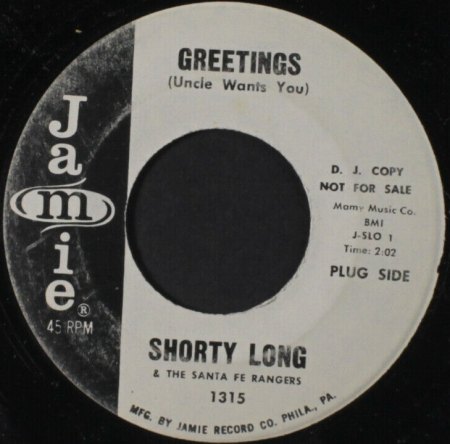 GREETINGS
(Uncle Wants You)
Jamie®
45 RPM
D. J. COPY
NOT FOR SALE
Mamy Music Co.
BMI
J-SLO 1
Time: 2:02
PLUG SIDE
SHORTY LONG
& THE SANTA FE RANGERS
1315
MFG. BY JAMIE RECORD CO. PHILA., PA.